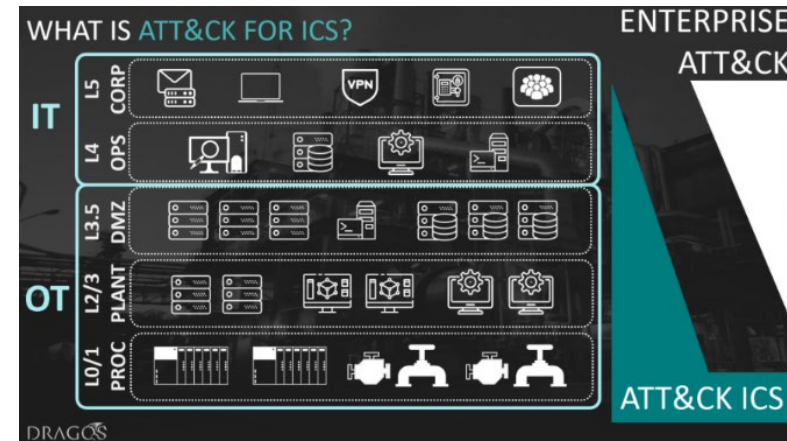 WHAT IS ATT&CK FOR ICS?
ENTERPRISE
ATT&CK
IT
L5
CORP
VPN
L4
OPS
OT
L3.5
DMZ
L2/3
PLANT
L0/1
PROC
ATT&CK ICS
DRAGOS